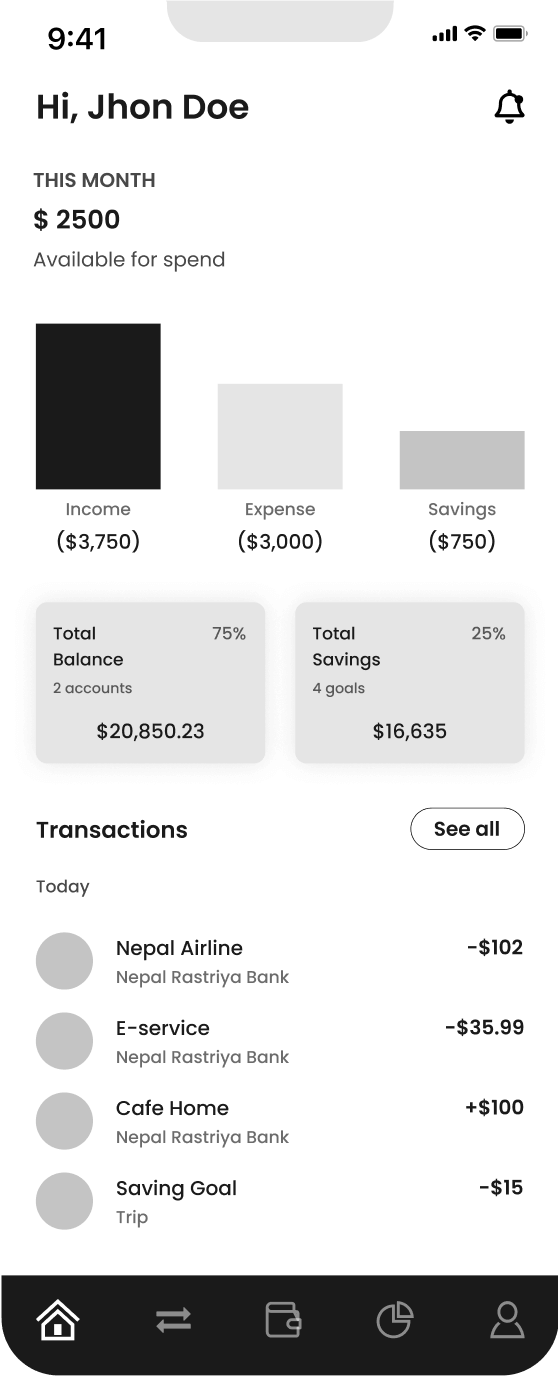 9:41
Hi, Jhon Doe
THIS MONTH
$ 2500
Available for spend
Income Expense Savings
($3,750) ($3,000) ($750)
Total 75%
Balance
2 accounts
$20,850.23
Total 25%
Savings
4 goals
$16,635
Transactions See all
Today
Nepal Airline -$102
Nepal Rastriya Bank
E-service -$35.99
Nepal Rastriya Bank
Cafe Home +$100
Nepal Rastriya Bank
Saving Goal -$15
Trip